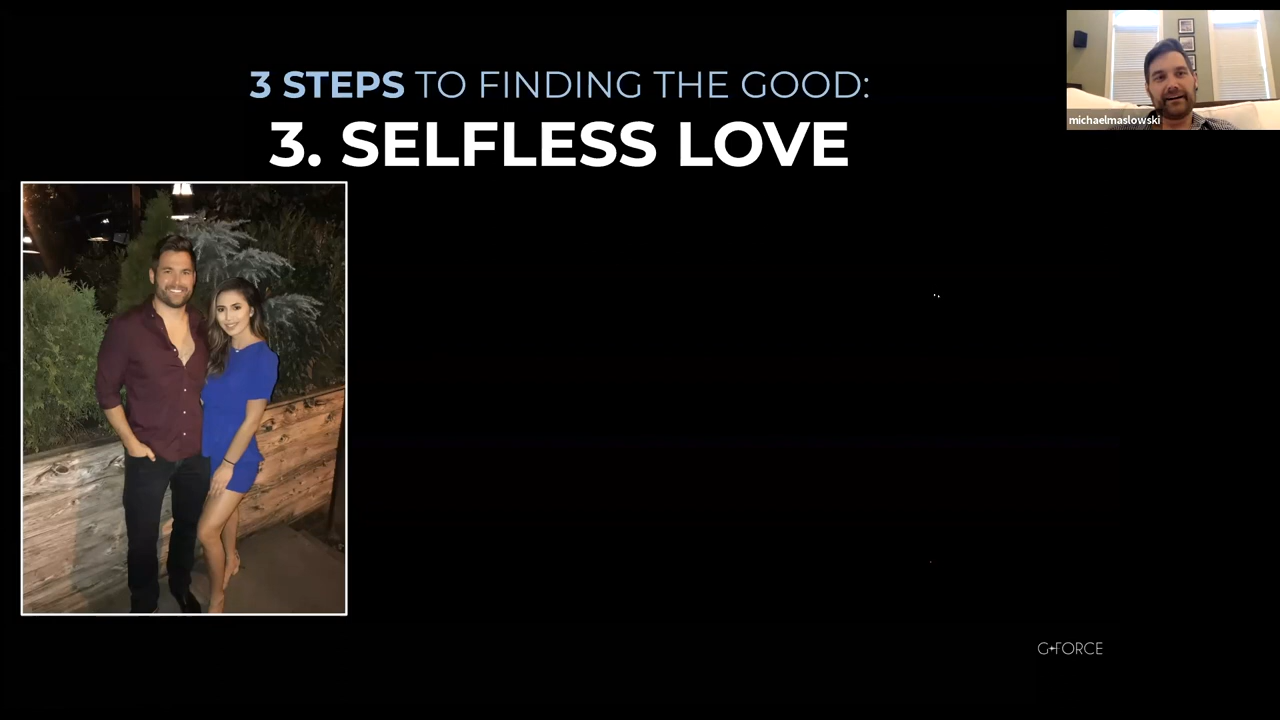 3 STEPS TO FINDING THE GOOD:
3. SELFLESS LOVE
michaelmaslowski
G+FORCE